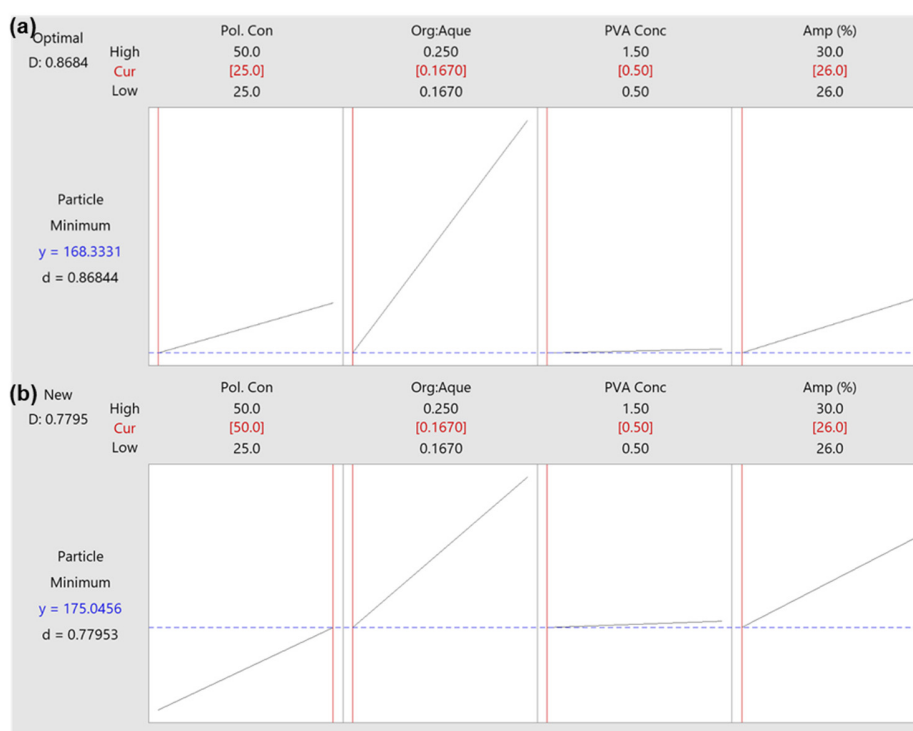 (a)
Optimal
D: 0.8684
Pol. Con Org:Aque PVA Conc Amp (%)
High 50.0 0.250 1.50 30.0
Cur [25.0] [0.1670] [0.50] [26.0]
Low 25.0 0.1670 0.50 26.0
Particle
Minimum
y = 168.3331
d = 0.86844
(b)
New
D: 0.7795
Pol. Con Org:Aque PVA Conc Amp (%)
High 50.0 0.250 1.50 30.0
Cur [50.0] [0.1670] [0.50] [26.0]
Low 25.0 0.1670 0.50 26.0
Particle
Minimum
y = 175.0456
d = 0.77953